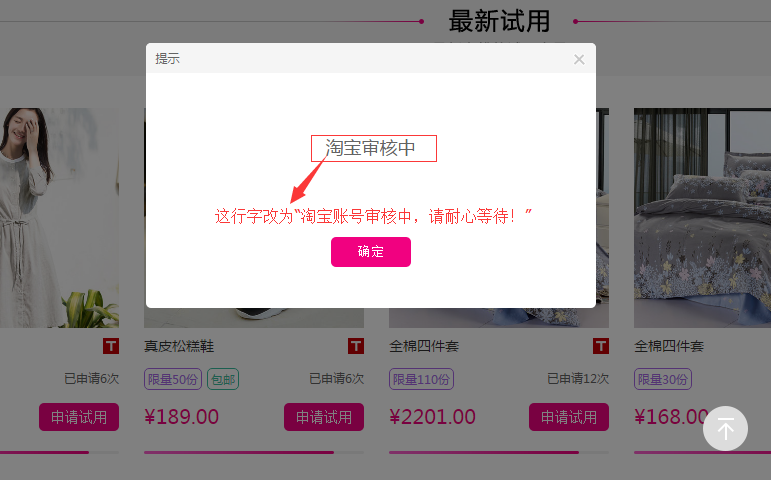 最新试用
提示
×
淘宝审核中
这行字改为“淘宝账号审核中，请耐心等待！”
确定
T
真皮松糕鞋 T
全棉四件套 T
全棉四件套
已申请6次
限量50份 包邮 已申请6次
限量110份 已申请12次
限量30份
申请试用
¥189.00 申请试用
¥2201.00 申请试用
¥168.00